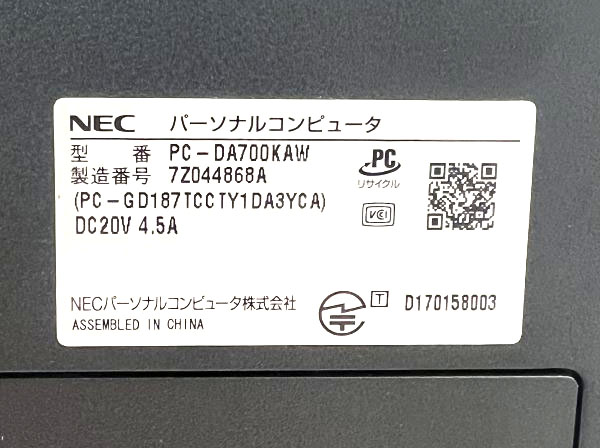 NEC パーソナルコンピュータ
型 番 PC-DA700KAW
製造番号 7Z044868A
(PC-GD187TCCTY1DA3YCA)
DC20V 4.5A
PC
リサイクル
VCI
NECパーソナルコンピュータ株式会社
ASSEMBLED IN CHINA
T D170158003